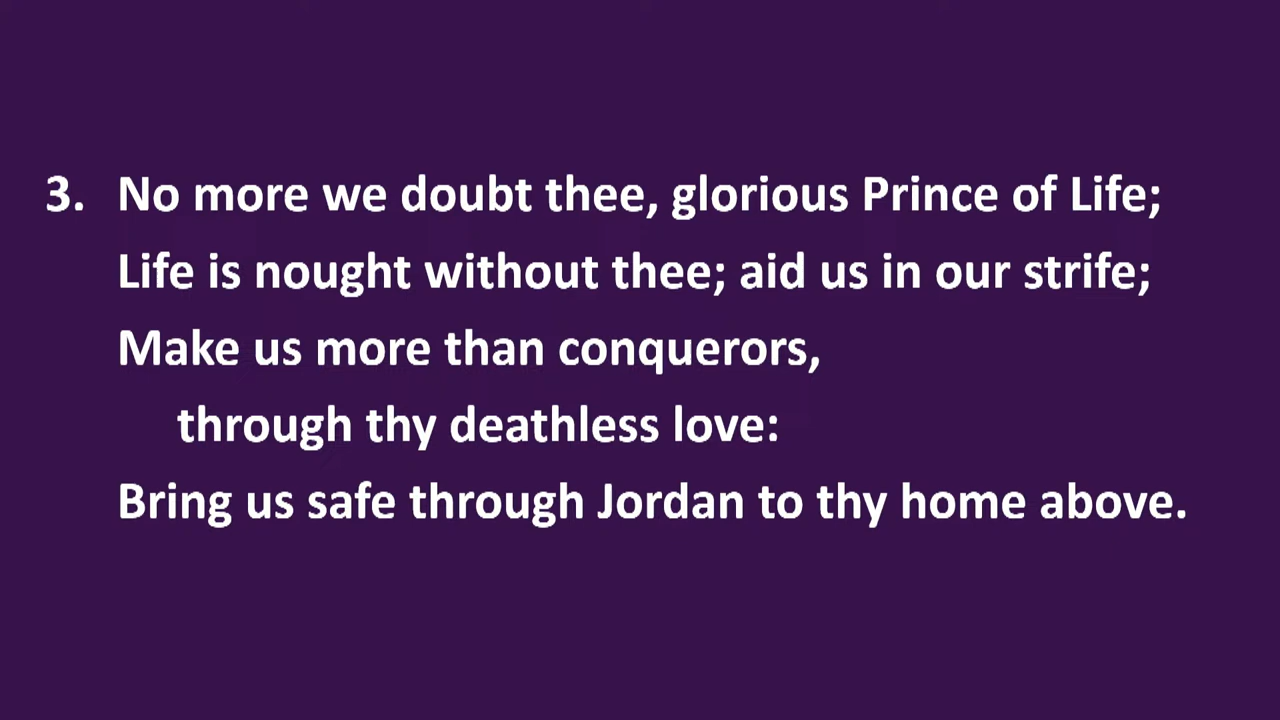 3. No more we doubt thee, glorious Prince of Life;
Life is nought without thee; aid us in our strife;
Make us more than conquerors,
through thy deathless love:
Bring us safe through Jordan to thy home above.